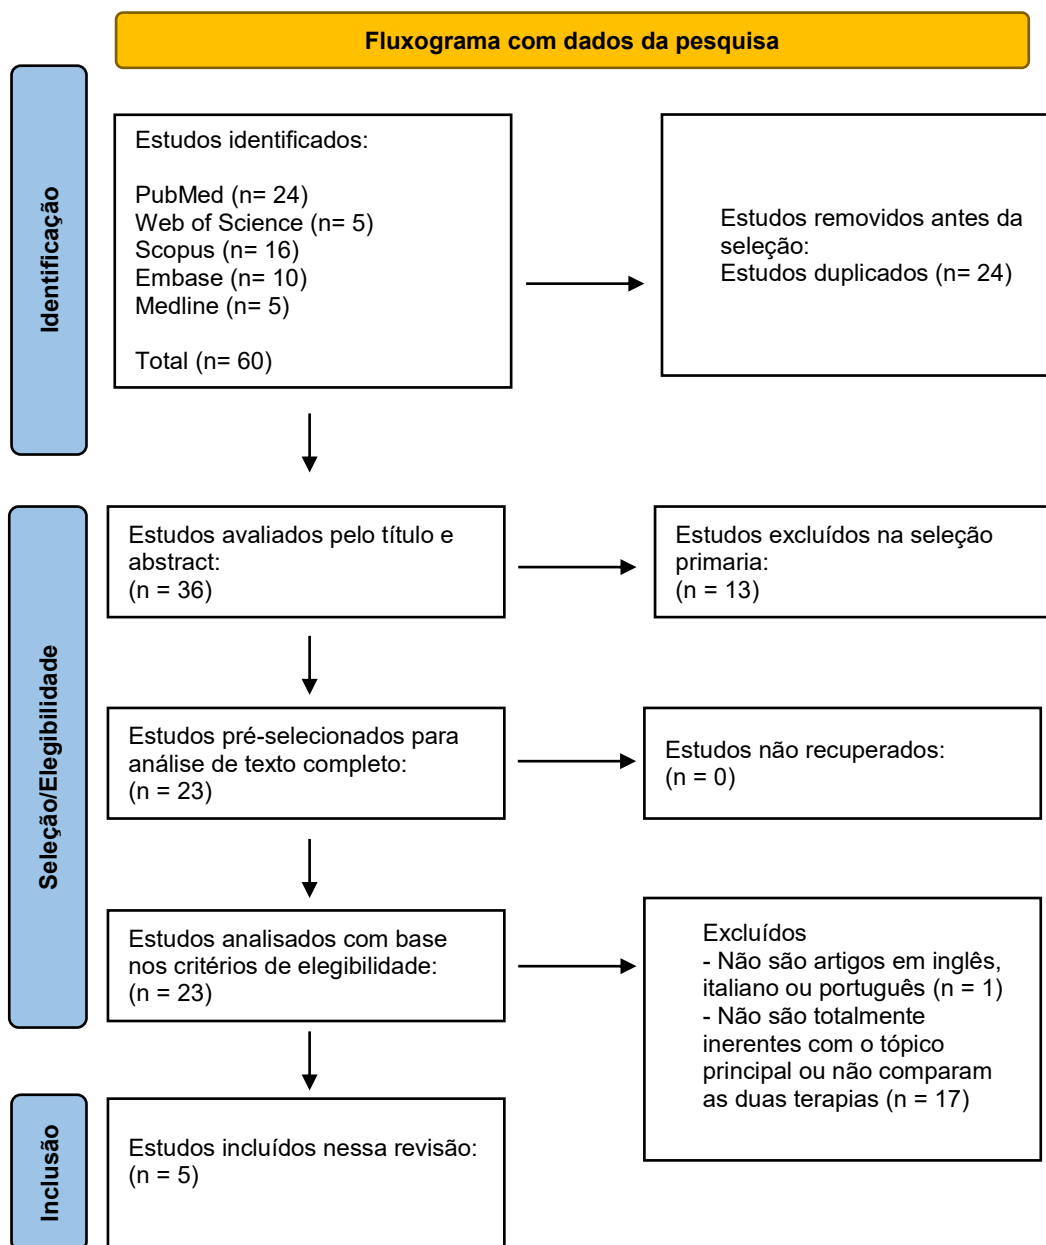 Fluxograma com dados da pesquisa
Identificação
Estudos identificados:
PubMed (n= 24)
Web of Science (n= 5)
Scopus (n= 16)
Embase (n= 10)
Medline (n= 5)
Total (n= 60)
Estudos removidos antes da
seleção:
Estudos duplicados (n= 24)
Seleção/Elegibilidade
Estudos avaliados pelo título e
abstract:
(n = 36)
Estudos excluídos na seleção
primaria:
(n = 13)
Estudos pré-selecionados para
análise de texto completo:
(n = 23)
Estudos não recuperados:
(n = 0)
Estudos analisados com base
nos critérios de elegibilidade:
(n = 23)
Excluídos
- Não são artigos em inglês,
italiano ou português (n = 1)
- Não são totalmente
inerentes com o tópico
principal ou não comparam
as duas terapias (n = 17)
Inclusão
Estudos incluídos nessa revisão:
(n = 5)